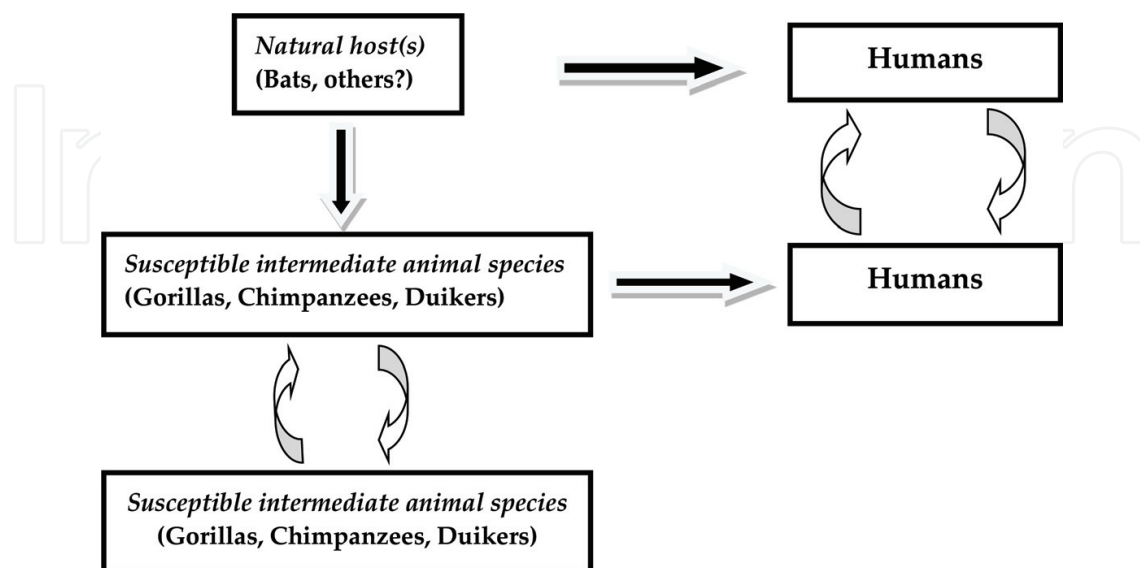 Natural host(s)
(Bats, others?)
Humans
Susceptible intermediate animal species
(Gorillas, Chimpanzees, Duikers)
Humans
Susceptible intermediate animal species
(Gorillas, Chimpanzees, Duikers)